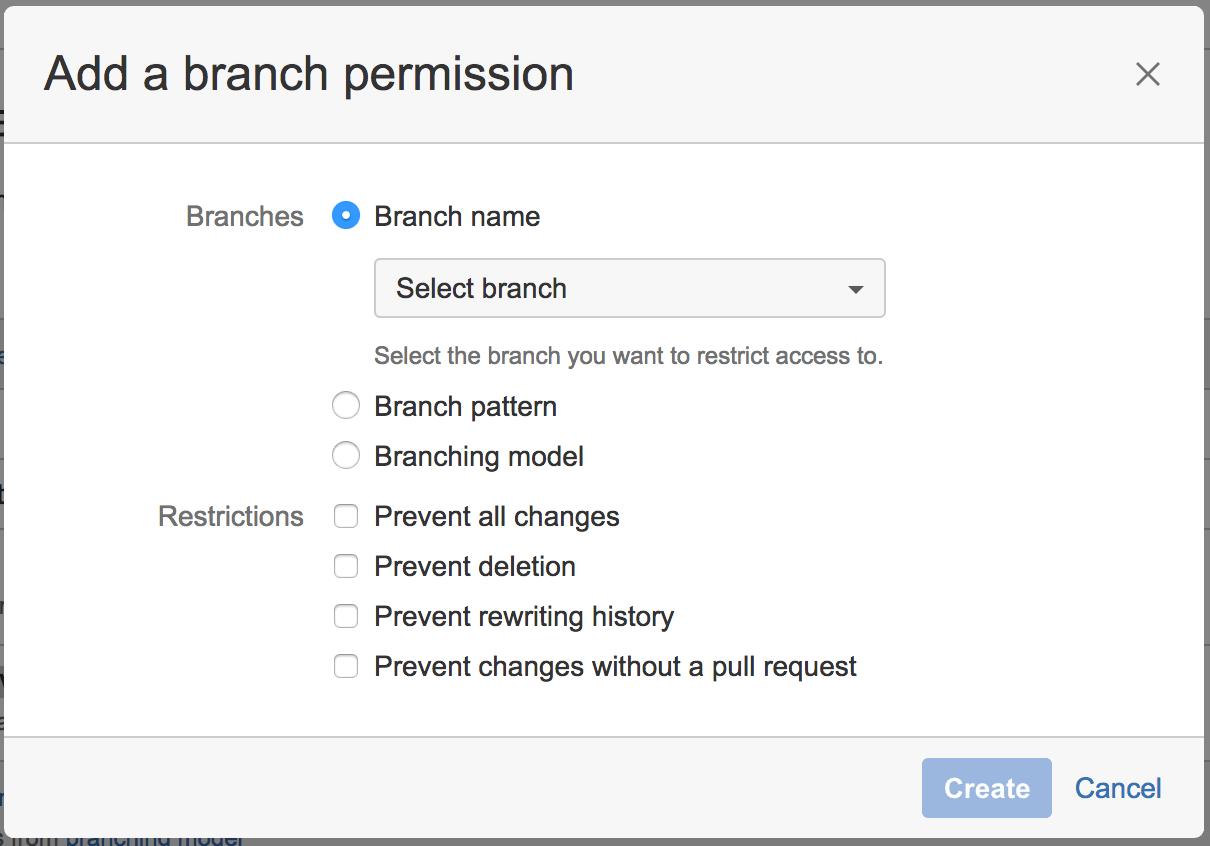 Add a branch permission
Branches Branch name
Select branch
Select the branch you want to restrict access to.
Branch pattern
Branching model
Restrictions Prevent all changes
Prevent deletion
Prevent rewriting history
Prevent changes without a pull request
Create Cancel
from branching model